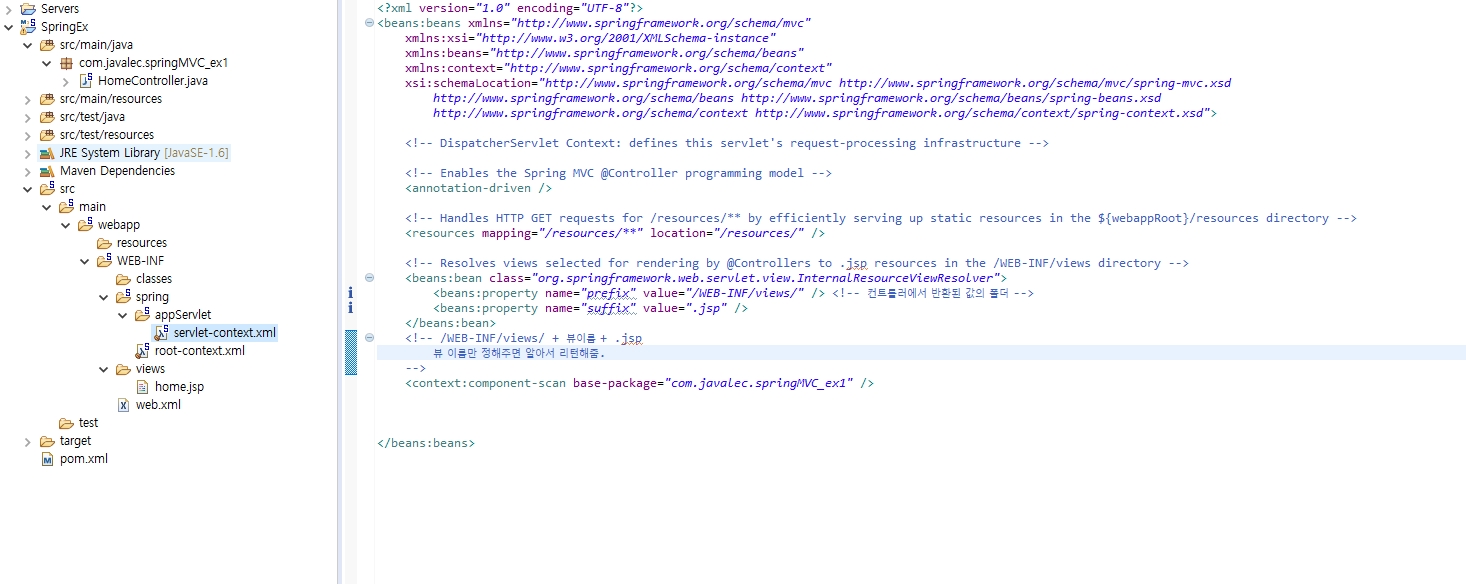 Servers
SpringEx
src/main/java
com.javalec.springMVC_ex1
HomeController.java
src/main/resources
src/test/java
src/test/resources
JRE System Library [JavaSE-1.6]
Maven Dependencies
src
main
webapp
resources
WEB-INF
classes
spring
appServlet
servlet-context.xml
root-context.xml
views
home.jsp
web.xml
test
target
pom.xml
<?xml version="1.0" encoding="UTF-8"?>
<beans:beans xmlns="http://www.springframework.org/schema/mvc"
xmlns:xsi="http://www.w3.org/2001/XMLSchema-instance"
xmlns:beans="http://www.springframework.org/schema/beans"
xmlns:context="http://www.springframework.org/schema/context"
xsi:schemaLocation="http://www.springframework.org/schema/mvc http://www.springframework.org/schema/mvc/spring-mvc.xsd
http://www.springframework.org/schema/beans http://www.springframework.org/schema/beans/spring-beans.xsd
http://www.springframework.org/schema/context http://www.springframework.org/schema/context/spring-context.xsd">
<!-- DispatcherServlet Context: defines this servlet's request-processing infrastructure -->
<!-- Enables the Spring MVC @Controller programming model -->
<annotation-driven />
<!-- Handles HTTP GET requests for /resources/** by efficiently serving up static resources in the ${webappRoot}/resources directory -->
<resources mapping="/resources/**" location="/resources/" />
<!-- Resolves views selected for rendering by @Controllers to .jsp resources in the /WEB-INF/views directory -->
<beans:bean class="org.springframework.web.servlet.view.InternalResourceViewResolver">
<beans:property name="prefix" value="/WEB-INF/views/" /> <!-- 컨트롤러에서 반환된 값의 폴더 -->
<beans:property name="suffix" value=".jsp" />
</beans:bean>
<!-- /WEB-INF/views/ + 뷰이름 + .jsp
뷰 이름만 정해주면 알아서 리턴해줌.
-->
<context:component-scan base-package="com.javalec.springMVC_ex1" />
</beans:beans>